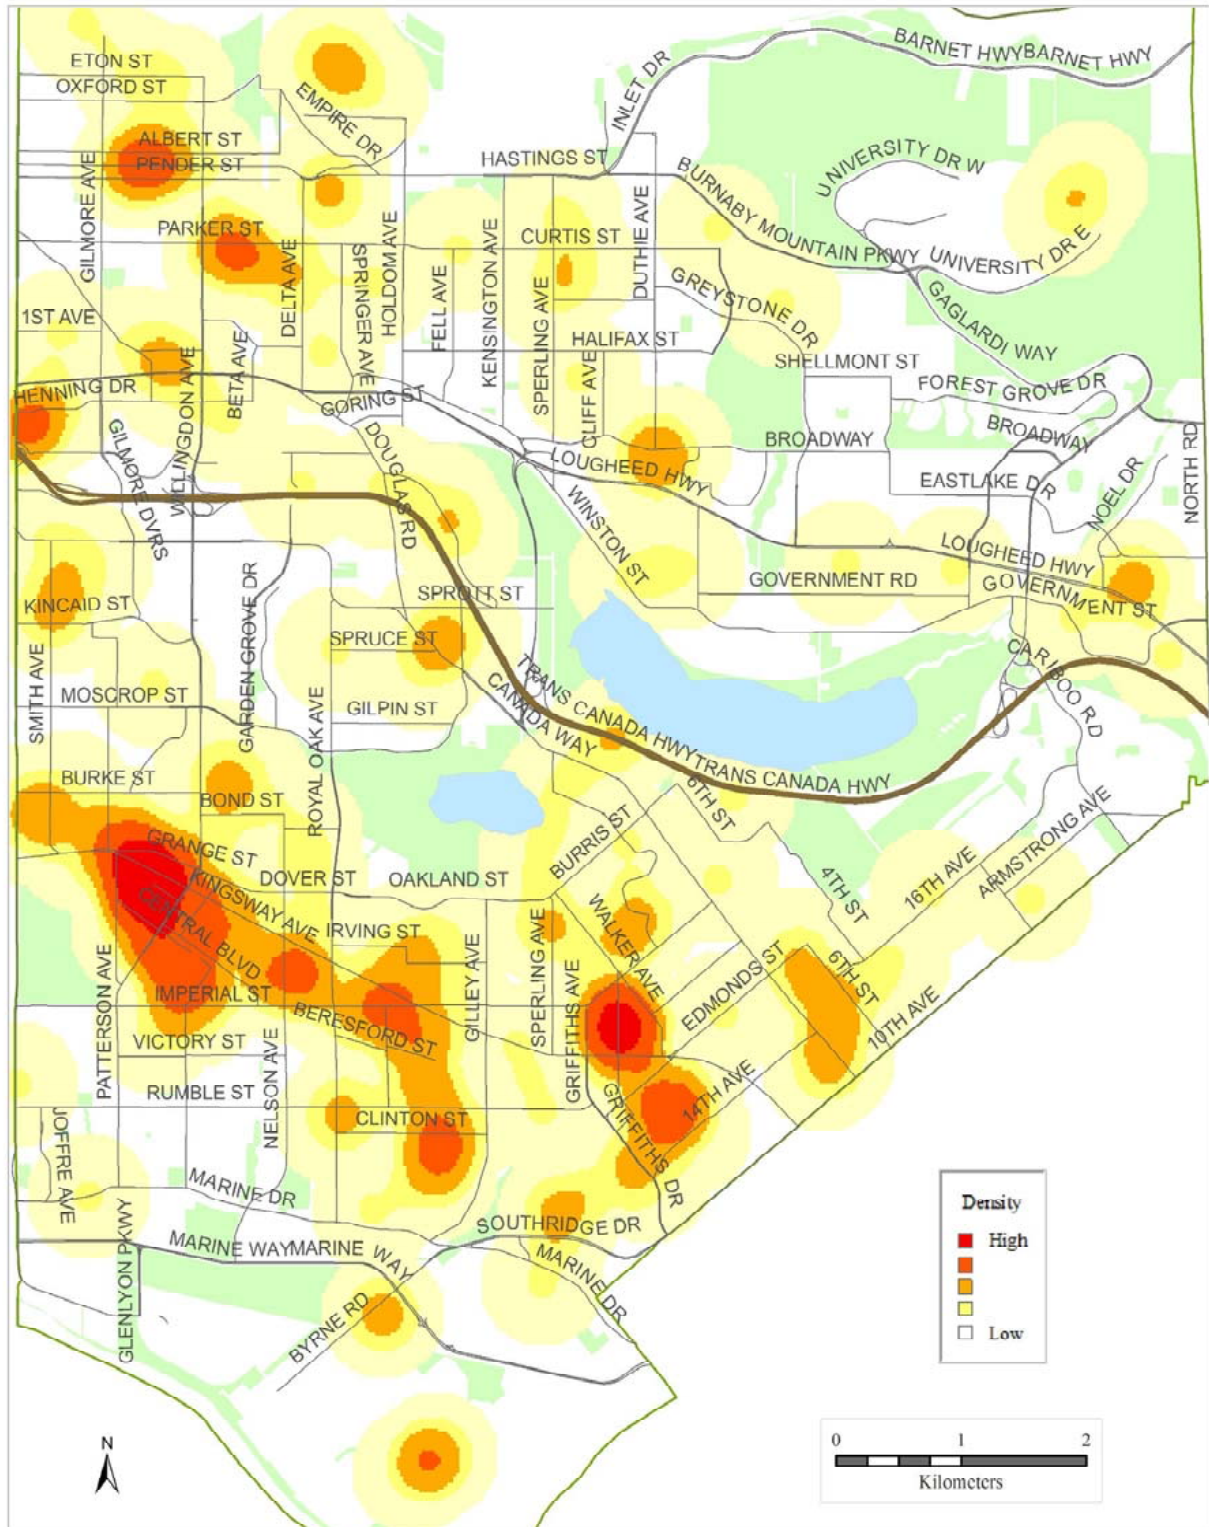 BARNET HWYBARNET HWY
ETON ST
OXFORD ST
INLET DR
EMPIRE DR
ALBERT ST
PENDER ST
HASTINGS ST
UNIVERSITY DR W
BURNABY MOUNTAIN PKWY
GILMORE AVE
PARKER ST
CURTIS ST
DUTHIE AVE
UNIVERSITY DR E
DELTA AVE
SPRINGER AVE
HOLDOM AVE
FELL AVE
KENSINGTON AVE
SPERLING AVE
GREYSTONE DR
GAGLARDI WAY
1ST AVE
HALIFAX ST
SHELLMONT ST
WILLINGDON AVE
BETA AVE
HENNING DR
GORING ST
CLIFF AVE
FOREST GROVE DR
GILMORE DVRS
DOUGLAS RD
BROADWAY
BROADWAY
LOUGHEED HWY
EASTLAKE DR
NOEL DR
NORTH RD
WINSTON ST
LOUGHEED HWY
GARDEN GROVE DR
SPROTT ST
GOVERNMENT RD
GOVERNMENT ST
KINCAID ST
SPRUCE ST
CARIBOO RD
SMITH AVE
MOSCROP ST
ROYAL OAK AVE
GILPIN ST
CANADA WAY
TRANS CANADA HWYTRANS CANADA HWY
BURKE ST
BOND ST
6TH ST
BURRIS ST
ARMSTRONG AVE
GRANGE ST
DOVER ST
OAKLAND ST
4TH ST
16TH AVE
KINGSWAY AVE
CENTRAL BLVD
IRVING ST
WALKER AVE
PATTERSON AVE
GILLEY AVE
SPERLING AVE
GRIFFITHS AVE
EDMONDS ST
6TH ST
IMPERIAL ST
BERESFORD ST
10TH AVE
VICTORY ST
NELSON AVE
RUMBLE ST
CLINTON ST
GRIFFITHS DR
14TH AVE
JOFFRE AVE
MARINE DR
SOUTHRIDGE DR
GLENLYON PKWY
MARINE WAYMARINE WAY
MARINE DR
BYRNE RD
Density
High
Low
N
0 1 2
Kilometers